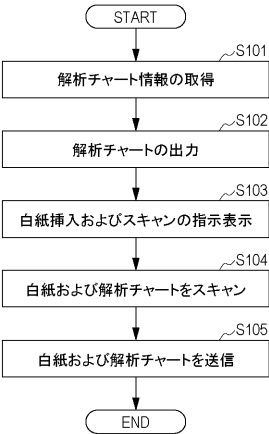 START
S101
解析チャート情報の取得
S102
解析チャートの出力
S103
白紙挿入およびスキャンの指示表示
S104
白紙および解析チャートをスキャン
S105
白紙および解析チャートを送信
END